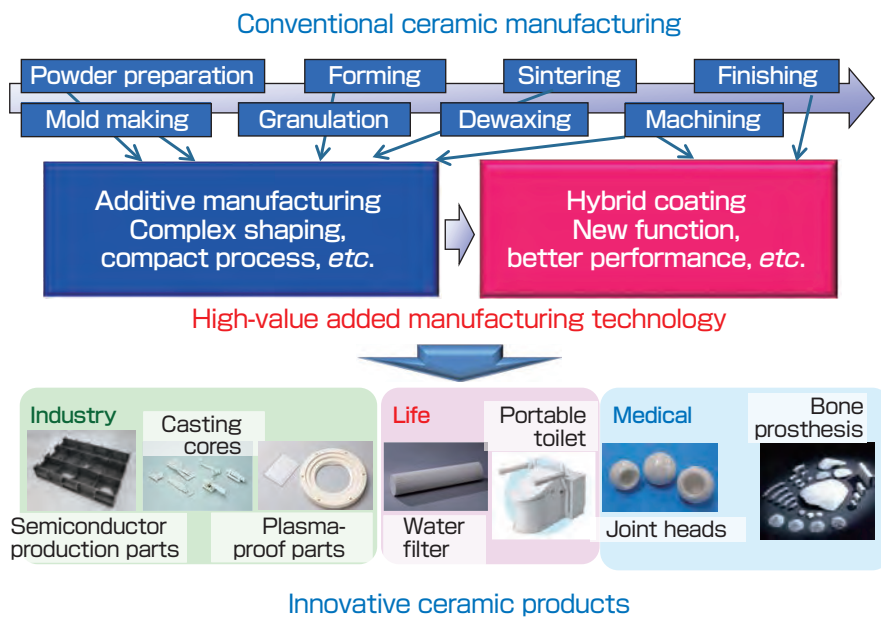 Conventional ceramic manufacturing
Powder preparation
Forming
Sintering
Finishing
Mold making
Granulation
Dewaxing
Machining
Additive manufacturing
Complex shaping,
compact process, etc.
Hybrid coating
New function,
better performance, etc.
High-value added manufacturing technology
Industry
Casting
cores
Semiconductor
production parts
Plasma-
proof parts
Life
Portable
toilet
Water
filter
Medical
Bone
prosthesis
Joint heads
Innovative ceramic products